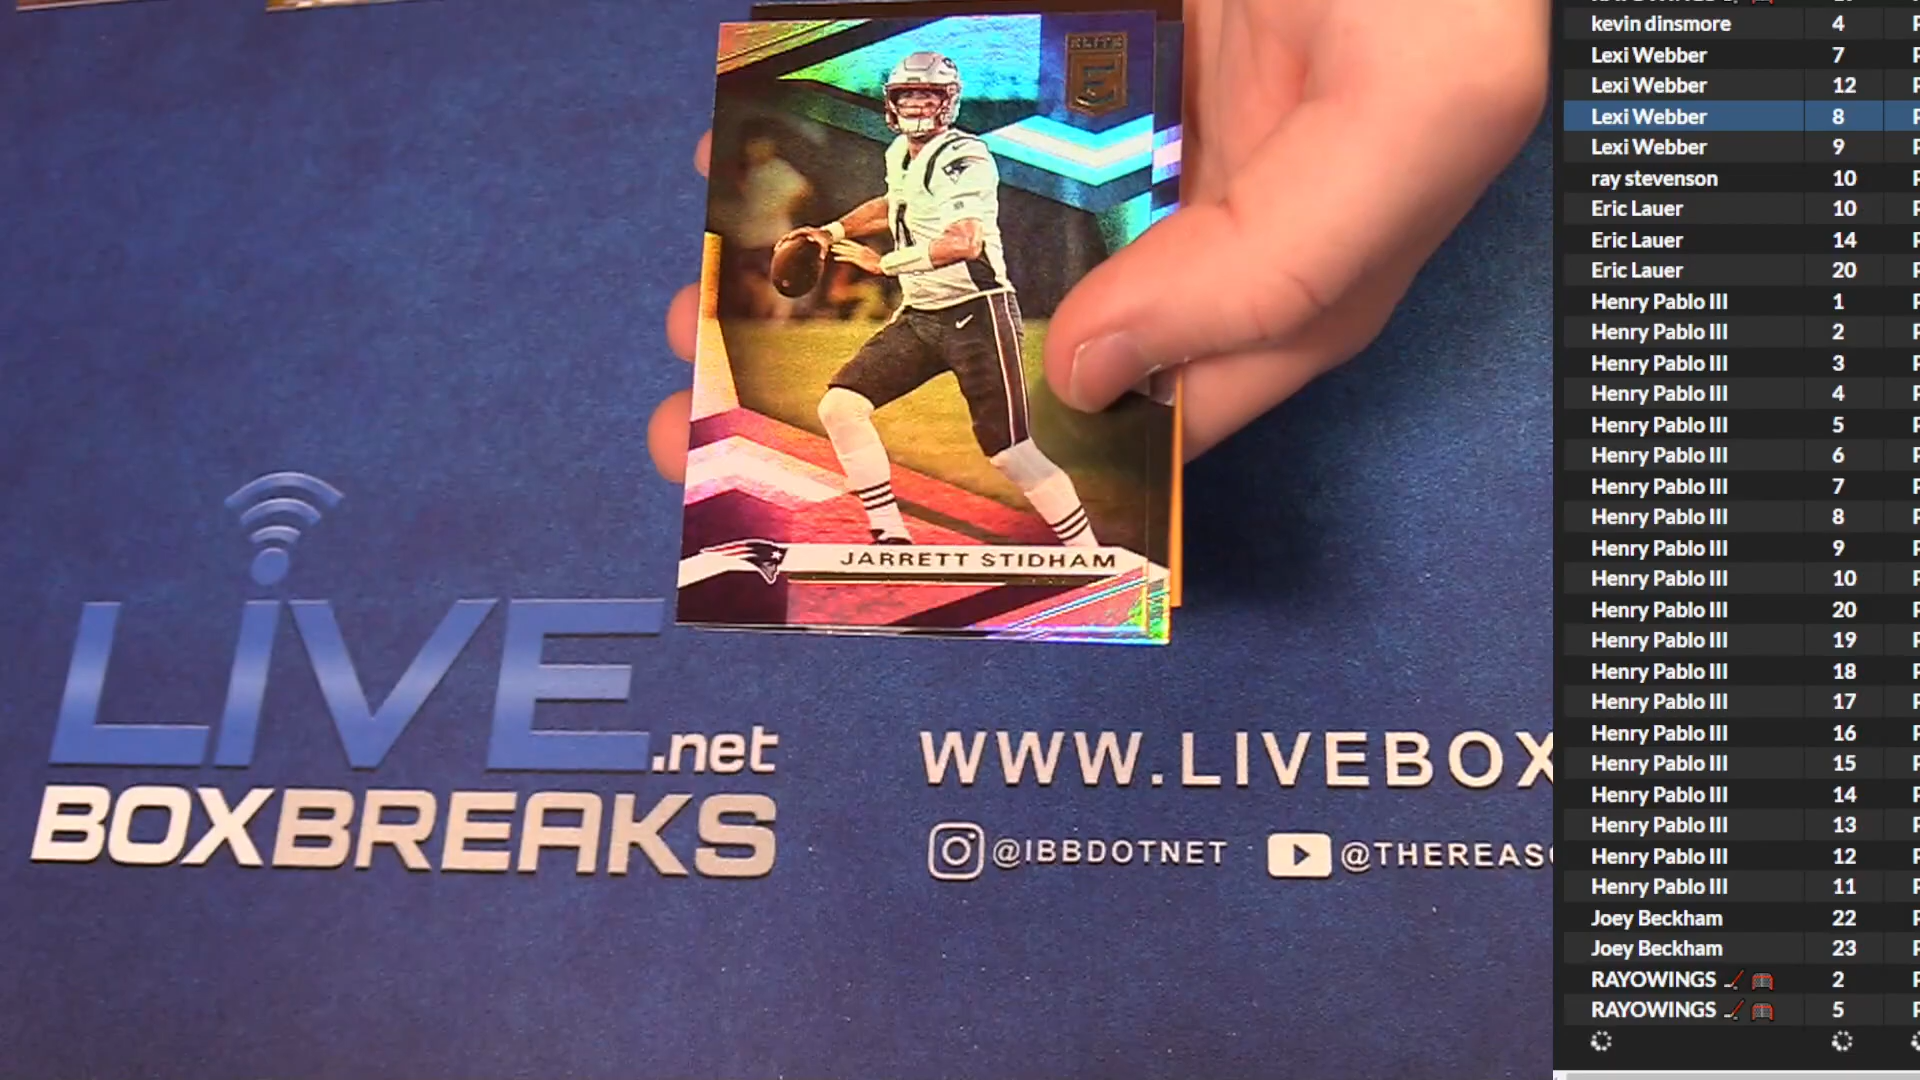 ELITE
E
JARRETT STIDHAM
LIVE.net
BOXBREAKS
WWW.LIVEBOX
@IBBDOTNET
@THEREAS
kevin dinsmore 4
Lexi Webber 7
Lexi Webber 12
Lexi Webber 8
Lexi Webber 9
ray stevenson 10
Eric Lauer 10
Eric Lauer 14
Eric Lauer 20
Henry Pablo III 1
Henry Pablo III 2
Henry Pablo III 3
Henry Pablo III 4
Henry Pablo III 5
Henry Pablo III 6
Henry Pablo III 7
Henry Pablo III 8
Henry Pablo III 9
Henry Pablo III 10
Henry Pablo III 20
Henry Pablo III 19
Henry Pablo III 18
Henry Pablo III 17
Henry Pablo III 16
Henry Pablo III 15
Henry Pablo III 14
Henry Pablo III 13
Henry Pablo III 12
Henry Pablo III 11
Joey Beckham 22
Joey Beckham 23
RAYOWINGS 2
RAYOWINGS 5